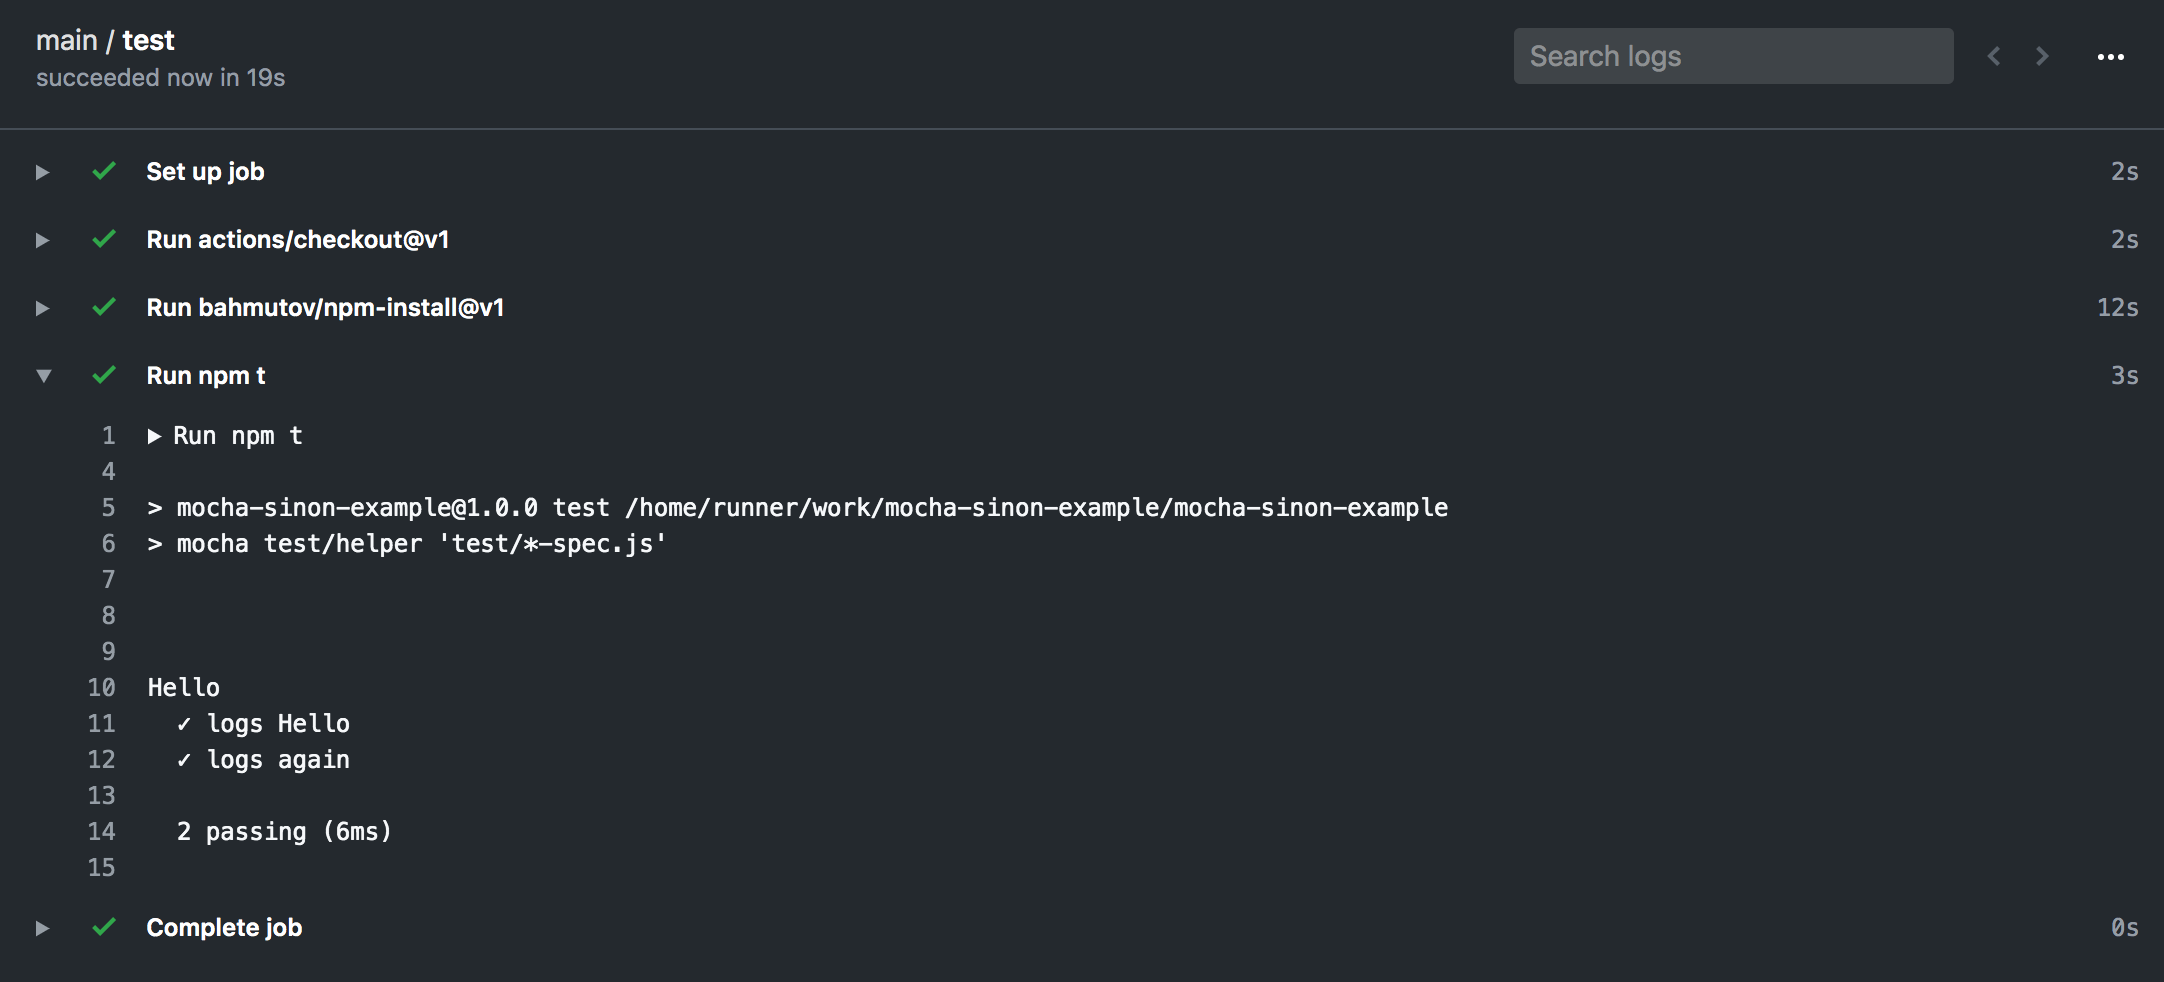 main / test
succeeded now in 19s
Search logs
Set up job 2s
Run actions/checkout@v1 2s
Run bahmutov/npm-install@v1 12s
Run npm t 3s
1 ▶ Run npm t
4
5 > mocha-sinon-example@1.0.0 test /home/runner/work/mocha-sinon-example/mocha-sinon-example
6 > mocha test/helper 'test/*-spec.js'
7
8
9
10 Hello
11 ✓ logs Hello
12 ✓ logs again
13
14 2 passing (6ms)
15
Complete job 0s